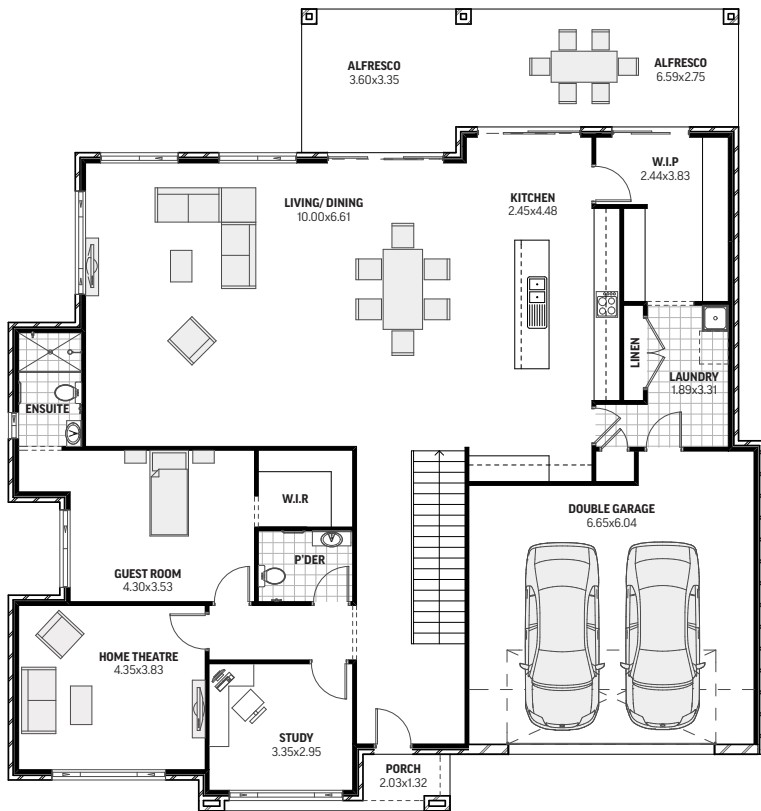 ALFRESCO
3.60x3.35
ALFRESCO
6.59x2.75
W.I.P
2.44x3.83
LIVING/ DINING
10.00x6.61
KITCHEN
2.45x4.48
LINEN
LAUNDRY
1.89x3.31
ENSUITE
W.I.R
DOUBLE GARAGE
6.65x6.04
P'DER
GUEST ROOM
4.30x3.53
HOME THEATRE
4.35x3.83
STUDY
3.35x2.95
PORCH
2.03x1.32